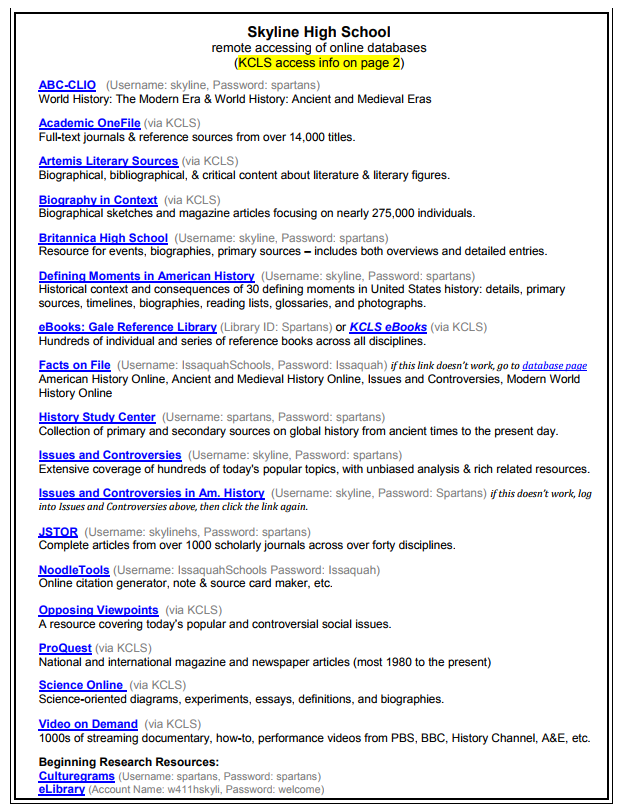 Skyline High School
remote accessing of online databases
(KCLS access info on page 2)
ABC-CLIO (Username: skyline, Password: spartans)
World History: The Modern Era & World History: Ancient and Medieval Eras
Academic OneFile (via KCLS)
Full-text journals & reference sources from over 14,000 titles.
Artemis Literary Sources (via KCLS)
Biographical, bibliographical, & critical content about literature & literary figures.
Biography in Context (via KCLS)
Biographical sketches and magazine articles focusing on nearly 275,000 individuals.
Britannica High School (Username: skyline, Password: spartans)
Resource for events, biographies, primary sources – includes both overviews and detailed entries.
Defining Moments in American History (Username: skyline, Password: spartans)
Historical context and consequences of 30 defining moments in United States history: details, primary
sources, timelines, biographies, reading lists, glossaries, and photographs.
eBooks: Gale Reference Library (Library ID: Spartans) or KCLS eBooks (via KCLS)
Hundreds of individual and series of reference books across all disciplines.
Facts on File (Username: IssaquahSchools, Password: Issaquah) if this link doesn't work, go to database page
American History Online, Ancient and Medieval History Online, Issues and Controversies, Modern World
History Online
History Study Center (Username: spartans, Password: spartans)
Collection of primary and secondary sources on global history from ancient times to the present day.
Issues and Controversies (Username: skyline, Password: spartans)
Extensive coverage of hundreds of today's popular topics, with unbiased analysis & rich related resources.
Issues and Controversies in Am. History (Username: skyline, Password: Spartans) if this doesn't work, log
into Issues and Controversies above, then click the link again.
JSTOR (Username: skylinehs, Password: spartans)
Complete articles from over 1000 scholarly journals across over forty disciplines.
NoodleTools (Username: IssaquahSchools Password: Issaquah)
Online citation generator, note & source card maker, etc.
Opposing Viewpoints (via KCLS)
A resource covering today's popular and controversial social issues.
ProQuest (via KCLS)
National and international magazine and newspaper articles (most 1980 to the present)
Science Online (via KCLS)
Science-oriented diagrams, experiments, essays, definitions, and biographies.
Video on Demand (via KCLS)
1000s of streaming documentary, how-to, performance videos from PBS, BBC, History Channel, A&E, etc.
Beginning Research Resources:
Culturegrams (Username: spartans, Password: spartans)
eLibrary (Account Name: w411hskyli, Password: welcome)